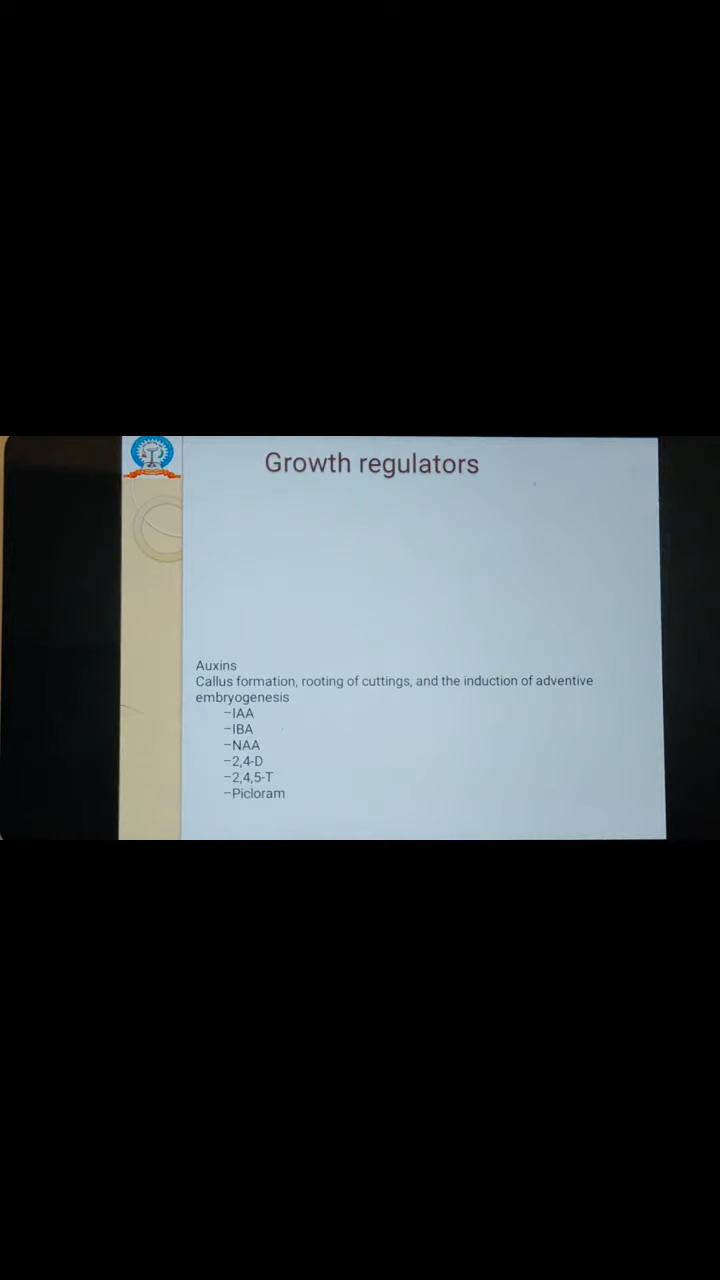 Growth regulators
Auxins
Callus formation, rooting of cuttings, and the induction of adventive
embryogenesis
–IAA
–IBA
–NAA
–2,4-D
–2,4,5-T
–Picloram